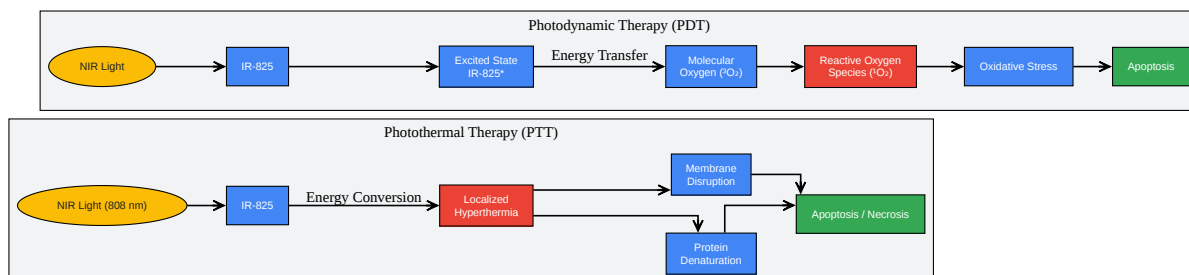 Photodynamic Therapy (PDT)
NIR Light
IR-825
Excited State
IR-825*
Energy Transfer
Molecular
Oxygen (³O₂)
Reactive Oxygen
Species (¹O₂)
Oxidative Stress
Apoptosis
Photothermal Therapy (PTT)
NIR Light (808 nm)
IR-825
Energy Conversion
Localized
Hyperthermia
Membrane
Disruption
Protein
Denaturation
Apoptosis / Necrosis